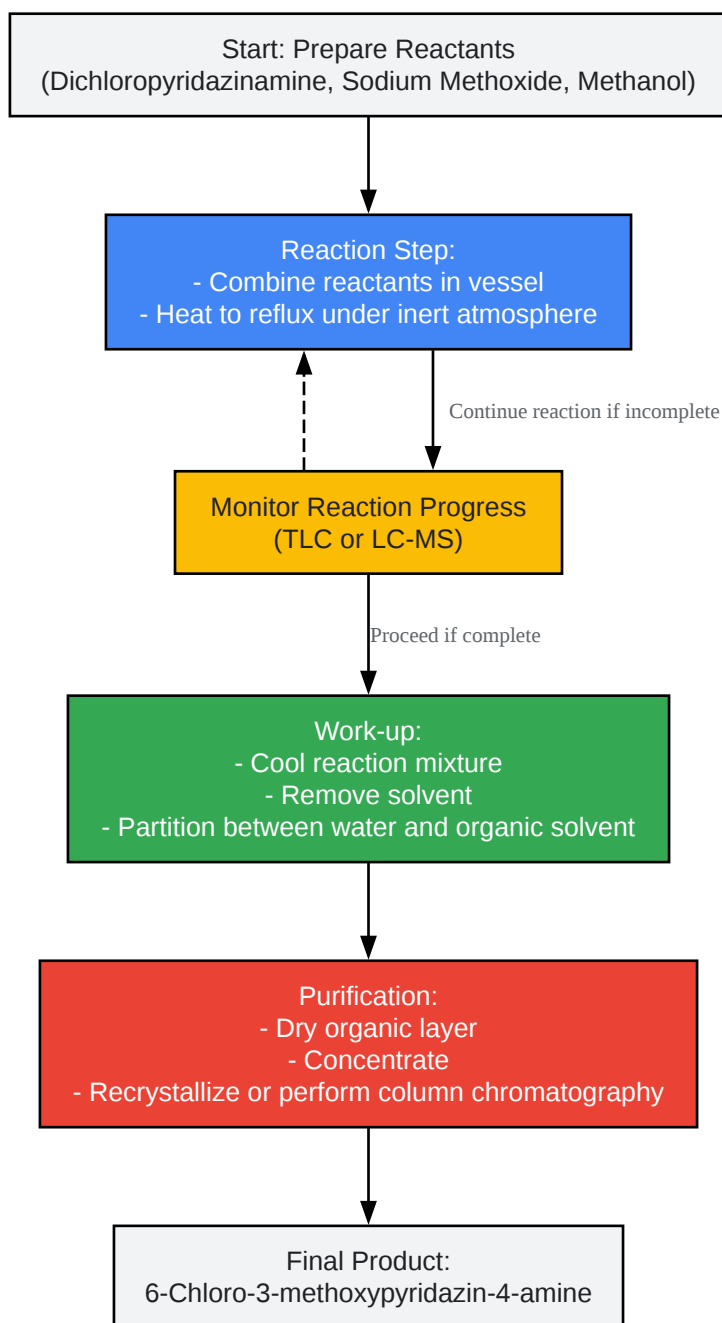 Start: Prepare Reactants
(Dichloropyridazinamine, Sodium Methoxide, Methanol)
Reaction Step:
- Combine reactants in vessel
- Heat to reflux under inert atmosphere
Continue reaction if incomplete
Monitor Reaction Progress
(TLC or LC-MS)
Proceed if complete
Work-up:
- Cool reaction mixture
- Remove solvent
- Partition between water and organic solvent
Purification:
- Dry organic layer
- Concentrate
- Recrystallize or perform column chromatography
Final Product:
6-Chloro-3-methoxypyridazin-4-amine